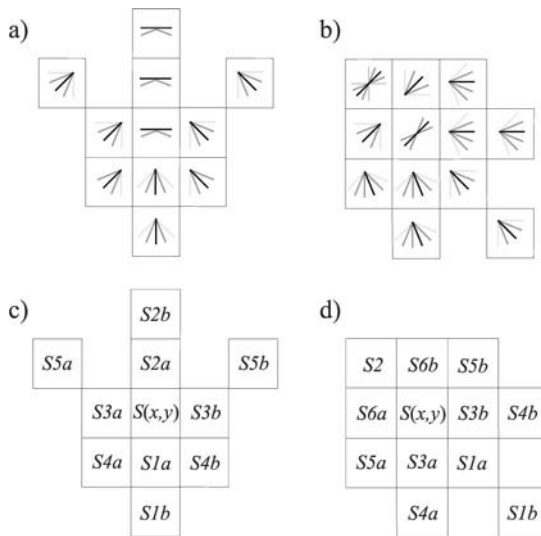 a)
b)
c)
S2b
S5a
S2a
S5b
S3a
S(x,y)
S3b
S4a
S1a
S4b
S1b
d)
S2
S6b
S5b
S6a
S(x,y)
S3b
S4b
S5a
S3a
S1a
S4a
S1b